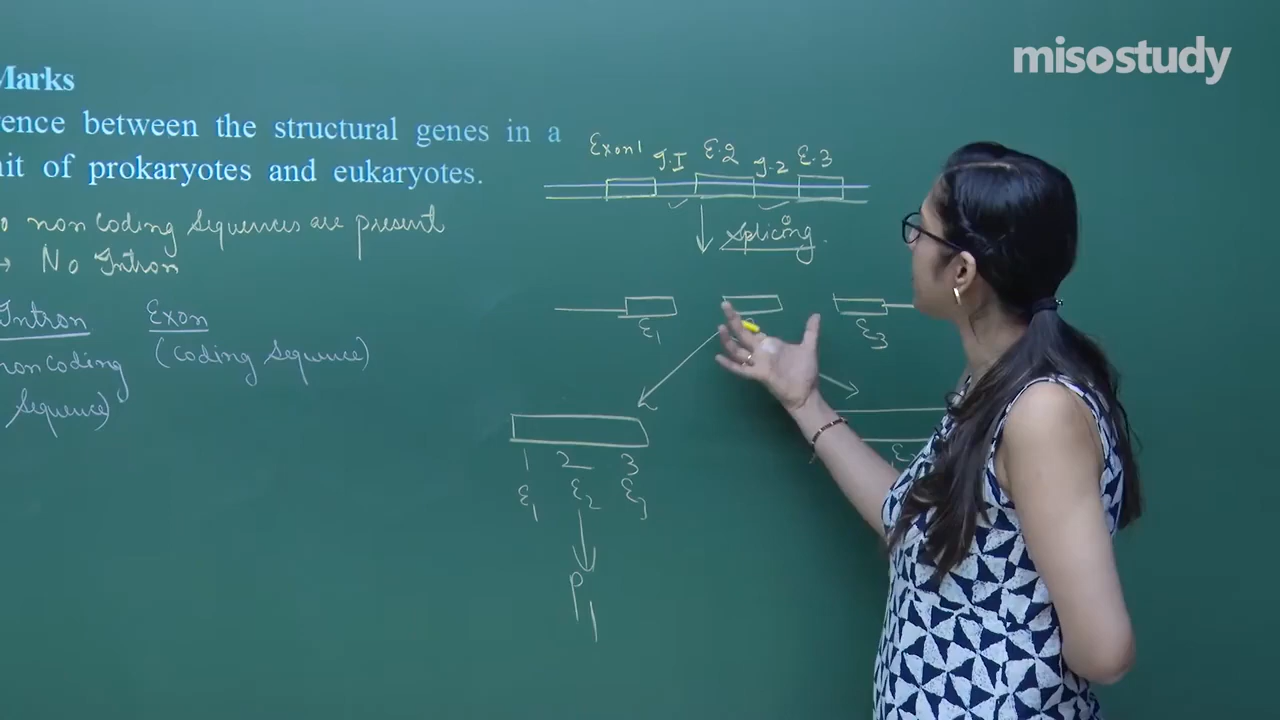 misostudy
Marks
rence between the structural genes in a
nit of prokaryotes and eukaryotes.
o non Coding Sequences are present
→ No Intron
Intron Exon
non Coding (Coding Sequence)
Sequence)
Exon 1 I.I E.2 I.2 E.3
Splicing.
E1 E3
1 2 3
E1 E2 E3
P1